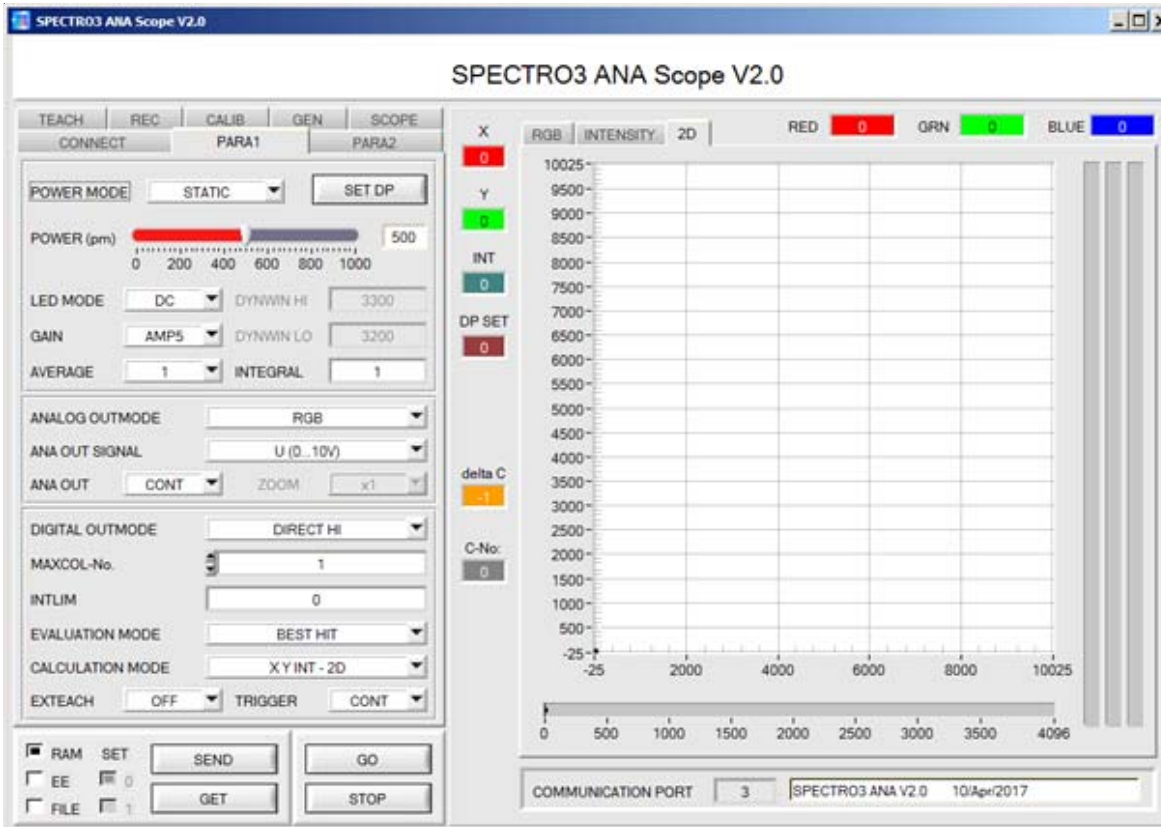 SPECTRO3 ANA Scope V2.0
SPECTRO3 ANA Scope V2.0
TEACH REC CALIB GEN SCOPE
CONNECT PARA1 PARA2
POWER MODE STATIC SET DP
POWER (pm) 500
0 200 400 600 800 1000
LED MODE DC DYNWIN HI 3300
GAIN AMP5 DYNWIN LO 3200
AVERAGE 1 INTEGRAL 1
ANALOG OUTMODE RGB
ANA OUT SIGNAL U (0...10V)
ANA OUT CONT ZOOM x1
DIGITAL OUTMODE DIRECT HI
MAXCOL-No. 1
INTLIM 0
EVALUATION MODE BEST HIT
CALCULATION MODE X Y INT - 2D
EXTEACH OFF TRIGGER CONT
RAM SET SEND GO
EE 0
FILE 1 GET STOP
X
0
Y
0
INT
0
DP SET
0
delta C
-1
C-No:
0
RGB INTENSITY 2D RED 0 GRN 0 BLUE 0
10025
9500
9000
8500
8000
7500
7000
6500
6000
5500
5000
4500
4000
3500
3000
2500
2000
1500
1000
500
-25
-25 2000 4000 6000 8000 10025
0 500 1000 1500 2000 2500 3000 3500 4096
COMMUNICATION PORT 3 SPECTRO3 ANA V2.0 10/Apr/2017